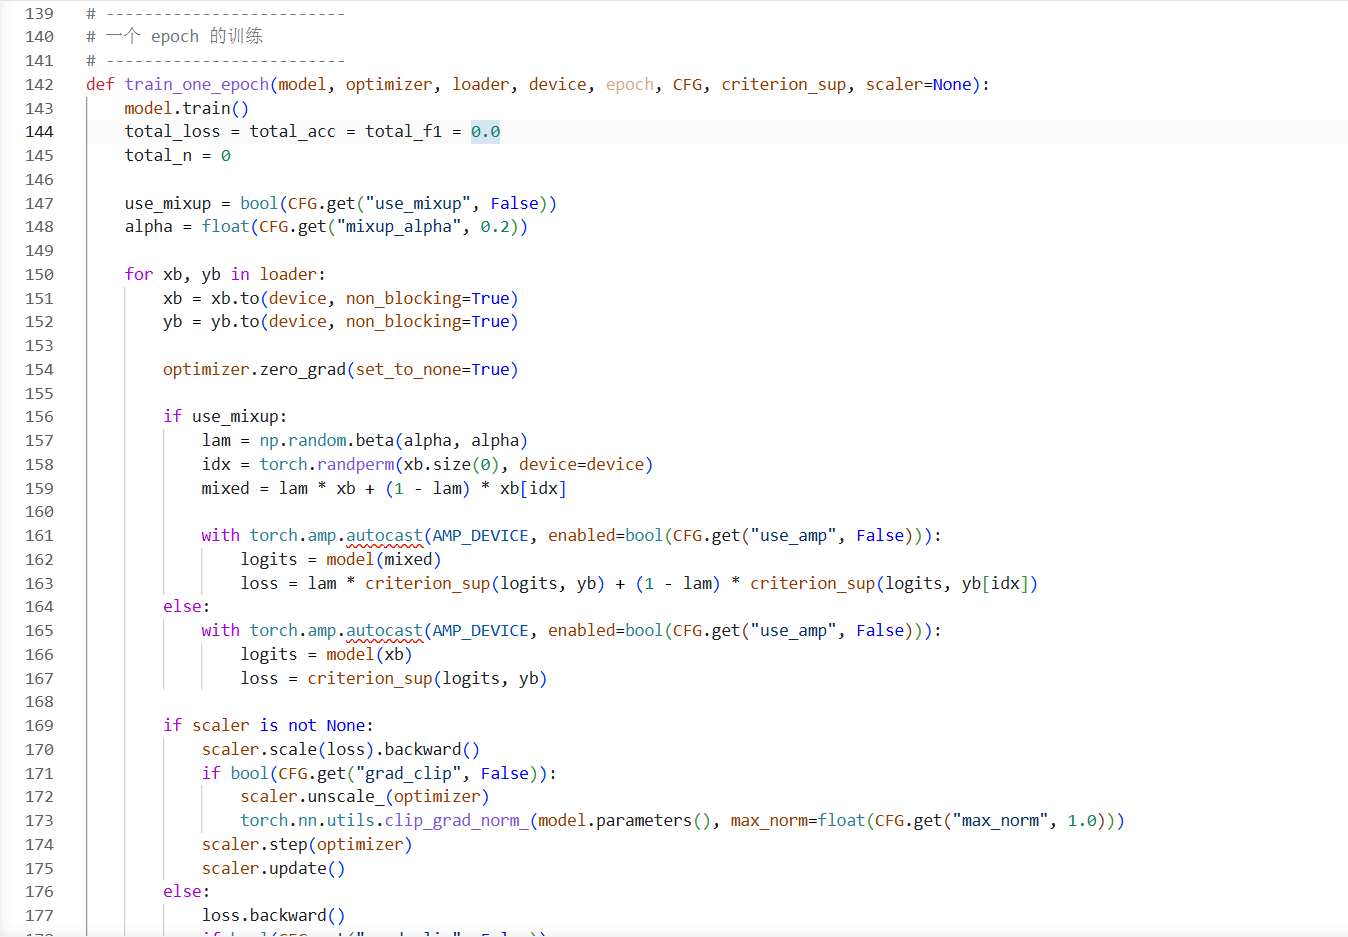 139 # -------------------------
140 # 一个 epoch 的训练
141 # -------------------------
142 def train_one_epoch(model, optimizer, loader, device, epoch, CFG, criterion_sup, scaler=None):
143 model.train()
144 total_loss = total_acc = total_f1 = 0.0
145 total_n = 0
146
147 use_mixup = bool(CFG.get("use_mixup", False))
148 alpha = float(CFG.get("mixup_alpha", 0.2))
149
150 for xb, yb in loader:
151 xb = xb.to(device, non_blocking=True)
152 yb = yb.to(device, non_blocking=True)
153
154 optimizer.zero_grad(set_to_none=True)
155
156 if use_mixup:
157 lam = np.random.beta(alpha, alpha)
158 idx = torch.randperm(xb.size(0), device=device)
159 mixed = lam * xb + (1 - lam) * xb[idx]
160
161 with torch.amp.autocast(AMP_DEVICE, enabled=bool(CFG.get("use_amp", False))):
162 logits = model(mixed)
163 loss = lam * criterion_sup(logits, yb) + (1 - lam) * criterion_sup(logits, yb[idx])
164 else:
165 with torch.amp.autocast(AMP_DEVICE, enabled=bool(CFG.get("use_amp", False))):
166 logits = model(xb)
167 loss = criterion_sup(logits, yb)
168
169 if scaler is not None:
170 scaler.scale(loss).backward()
171 if bool(CFG.get("grad_clip", False)):
172 scaler.unscale_(optimizer)
173 torch.nn.utils.clip_grad_norm_(model.parameters(), max_norm=float(CFG.get("max_norm", 1.0)))
174 scaler.step(optimizer)
175 scaler.update()
176 else:
177 loss.backward()